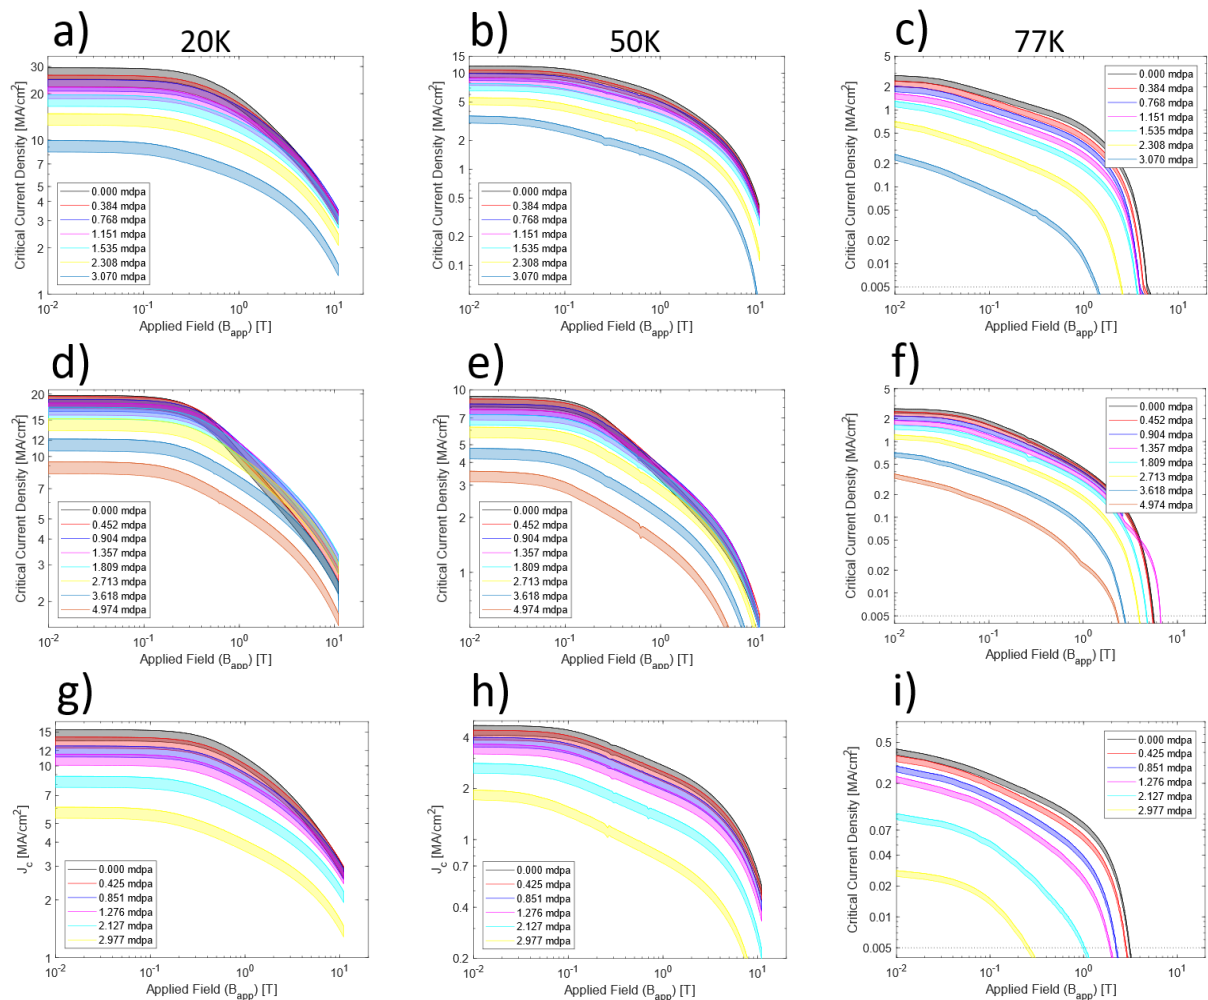 a) 20K
b) 50K
c) 77K
Critical Current Density [MA/cm²]
30
20
10
5
4
3
2
1
0.000 mdpa
0.384 mdpa
0.768 mdpa
1.151 mdpa
1.535 mdpa
2.308 mdpa
3.070 mdpa
10⁻² 10⁻¹ 10⁰ 10¹
Applied Field (B_app) [T]
Critical Current Density [MA/cm²]
15
10
5
2
1
0.5
0.2
0.1
0.000 mdpa
0.384 mdpa
0.768 mdpa
1.151 mdpa
1.535 mdpa
2.308 mdpa
3.070 mdpa
10⁻² 10⁻¹ 10⁰ 10¹
Applied Field (B_app) [T]
Critical Current Density [MA/cm²]
5
2
1
0.5
0.2
0.1
0.05
0.02
0.01
0.005
0.000 mdpa
0.384 mdpa
0.768 mdpa
1.151 mdpa
1.535 mdpa
2.308 mdpa
3.070 mdpa
10⁻² 10⁻¹ 10⁰ 10¹
Applied Field (B_app) [T]
d)
Critical Current Density [MA/cm²]
20
15
12
10
7
5
4
3
2
0.000 mdpa
0.452 mdpa
0.904 mdpa
1.357 mdpa
1.809 mdpa
2.713 mdpa
3.618 mdpa
4.974 mdpa
10⁻² 10⁻¹ 10⁰ 10¹
Applied Field (B_app) [T]
e)
Critical Current Density [MA/cm²]
10
7
4
2
1
0.000 mdpa
0.452 mdpa
0.904 mdpa
1.357 mdpa
1.809 mdpa
2.713 mdpa
3.618 mdpa
4.974 mdpa
10⁻² 10⁻¹ 10⁰ 10¹
Applied Field (B_app) [T]
f)
Critical Current Density [MA/cm²]
5
2
1
0.5
0.2
0.1
0.05
0.02
0.01
0.005
0.000 mdpa
0.452 mdpa
0.904 mdpa
1.357 mdpa
1.809 mdpa
2.713 mdpa
3.618 mdpa
4.974 mdpa
10⁻² 10⁻¹ 10⁰ 10¹
Applied Field (B_app) [T]
g)
J_c [MA/cm²]
15
12
10
7
5
4
3
2
1
0.000 mdpa
0.425 mdpa
0.851 mdpa
1.276 mdpa
2.127 mdpa
2.977 mdpa
10⁻² 10⁻¹ 10⁰ 10¹
Applied Field (B_app) [T]
h)
J_c [MA/cm²]
4
2
1
0.7
0.4
0.2
0.000 mdpa
0.425 mdpa
0.851 mdpa
1.276 mdpa
2.127 mdpa
2.977 mdpa
10⁻² 10⁻¹ 10⁰ 10¹
Applied Field (B_app) [T]
i)
Critical Current Density [MA/cm²]
0.5
0.2
0.07
0.04
0.02
0.01
0.005
0.000 mdpa
0.425 mdpa
0.851 mdpa
1.276 mdpa
2.127 mdpa
2.977 mdpa
10⁻² 10⁻¹ 10⁰ 10¹
Applied Field (B_app) [T]